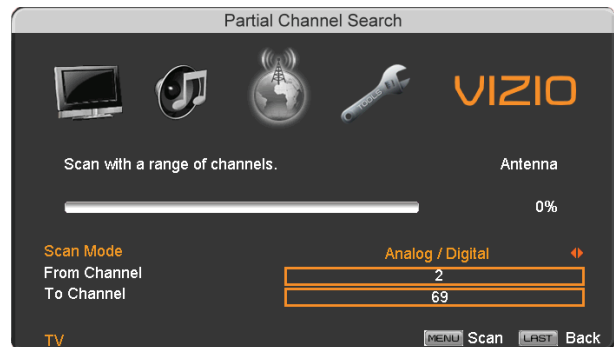 Partial Channel Search
TOOLS
VIZIO
Scan with a range of channels. Antenna
0%
Scan Mode Analog / Digital
From Channel 2
To Channel 69
TV MENU Scan LAST Back